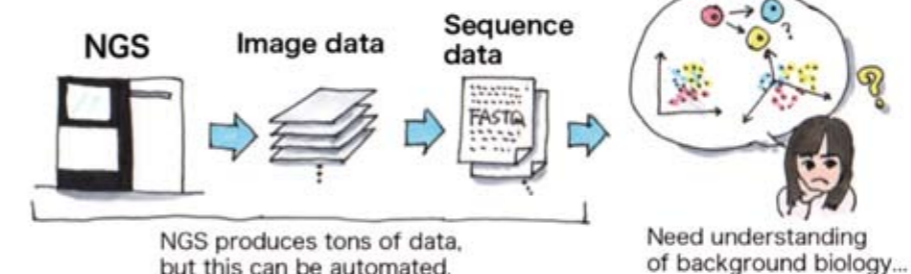 NGS
Image data
Sequence
data
FASTQ
?
?
NGS produces tons of data,
but this can be automated.
Need understanding
of background biology...